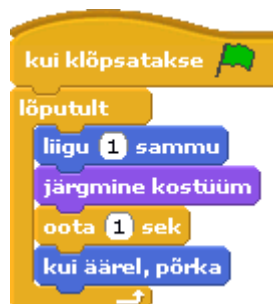 kui klõpsatakse
lõputult
liigu 1 sammu
järgmine kostüüm
oota 1 sek
kui äärel, põrka